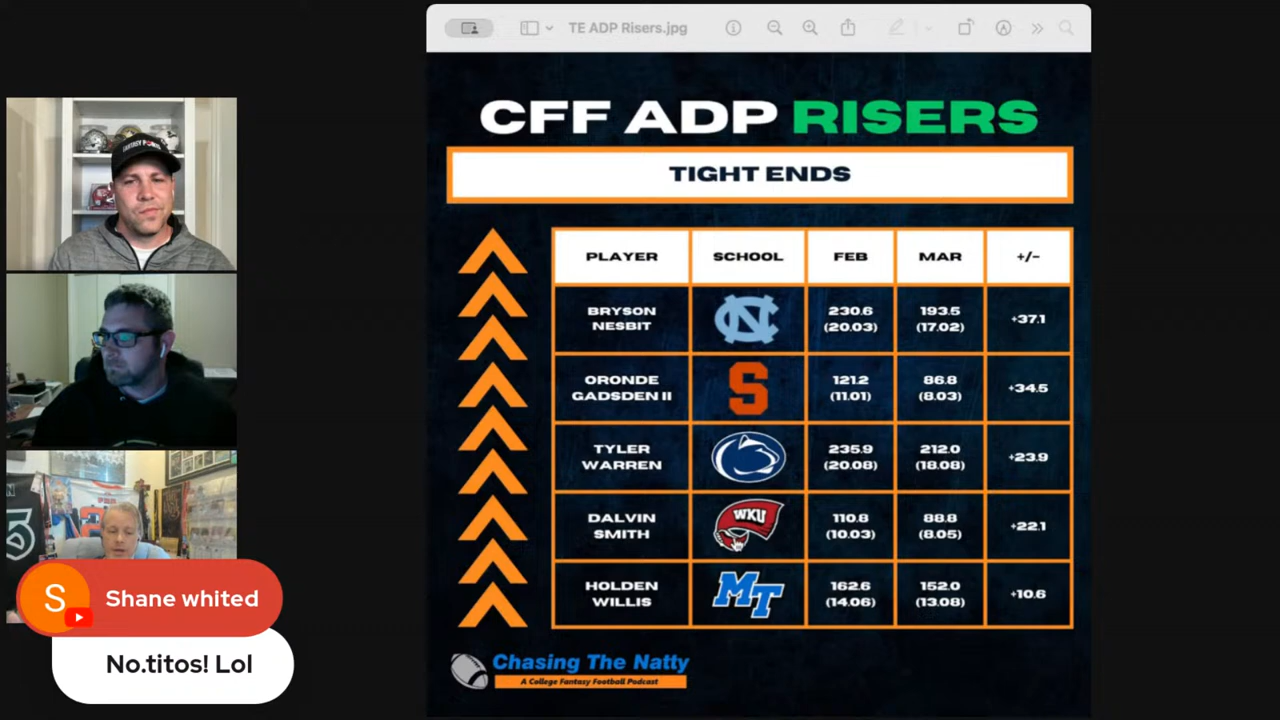 TE ADP Risers.jpg
CFF ADP RISERS
TIGHT ENDS
PLAYER SCHOOL FEB MAR +/-
BRYSON NESBIT NC 230.6 (20.03) 193.5 (17.02) +37.1
ORONDE GADSDEN II S 121.2 (11.01) 86.8 (8.03) +34.5
TYLER WARREN 235.9 (20.08) 212.0 (18.08) +23.9
DALVIN SMITH WKU 110.8 (10.03) 88.8 (8.05) +22.1
HOLDEN WILLIS MT 162.6 (14.06) 152.0 (13.08) +10.6
Chasing The Natty
A College Fantasy Football Podcast
S
Shane whited
No.titos! Lol